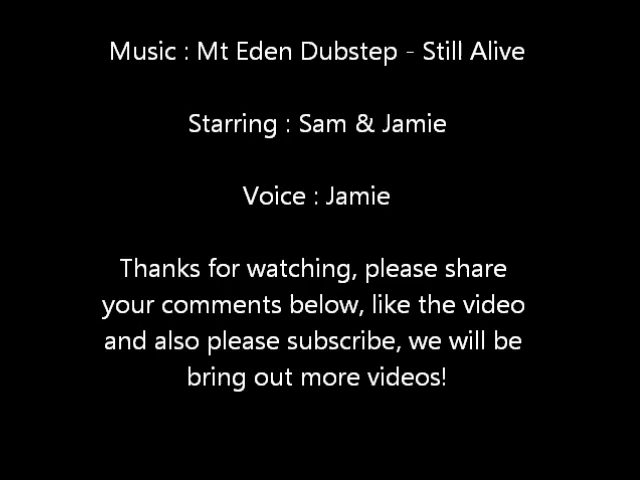 Music : Mt Eden Dubstep - Still Alive
Starring : Sam & Jamie
Voice : Jamie
Thanks for watching, please share
your comments below, like the video
and also please subscribe, we will be
bring out more videos!